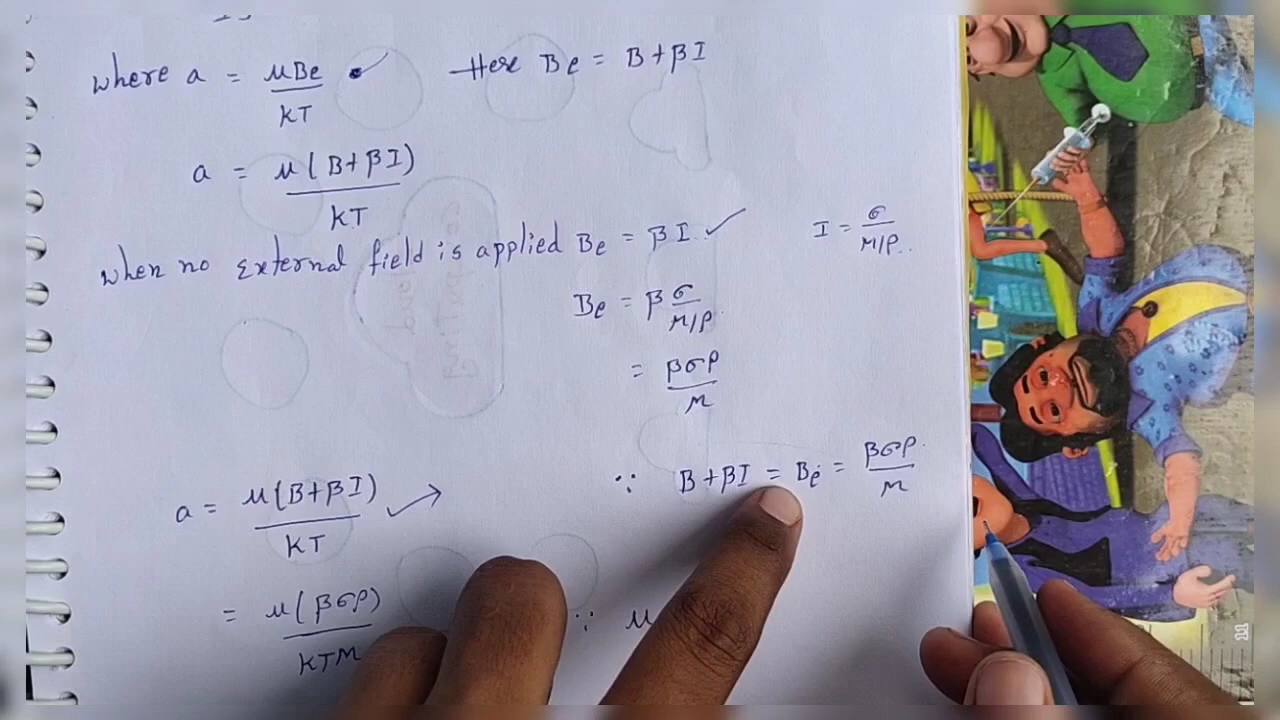 where a = μBe / KT ✓ Here Be = B + βI
a = μ(B + βI) / KT
when no external field is applied Be = βI ✓ I = σ / M/ρ
Be = β σ / M/ρ
= βσρ / M
a = μ(B + βI) / KT ∵ B + βI = Be = βσρ / M
= μ(βσρ) / KTM ∵ μ
11